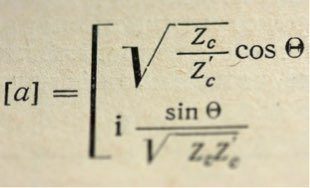 [a] = [ √(Z_c / Z'_c) cos Θ
i sin Θ / √(Z_c Z'_c)